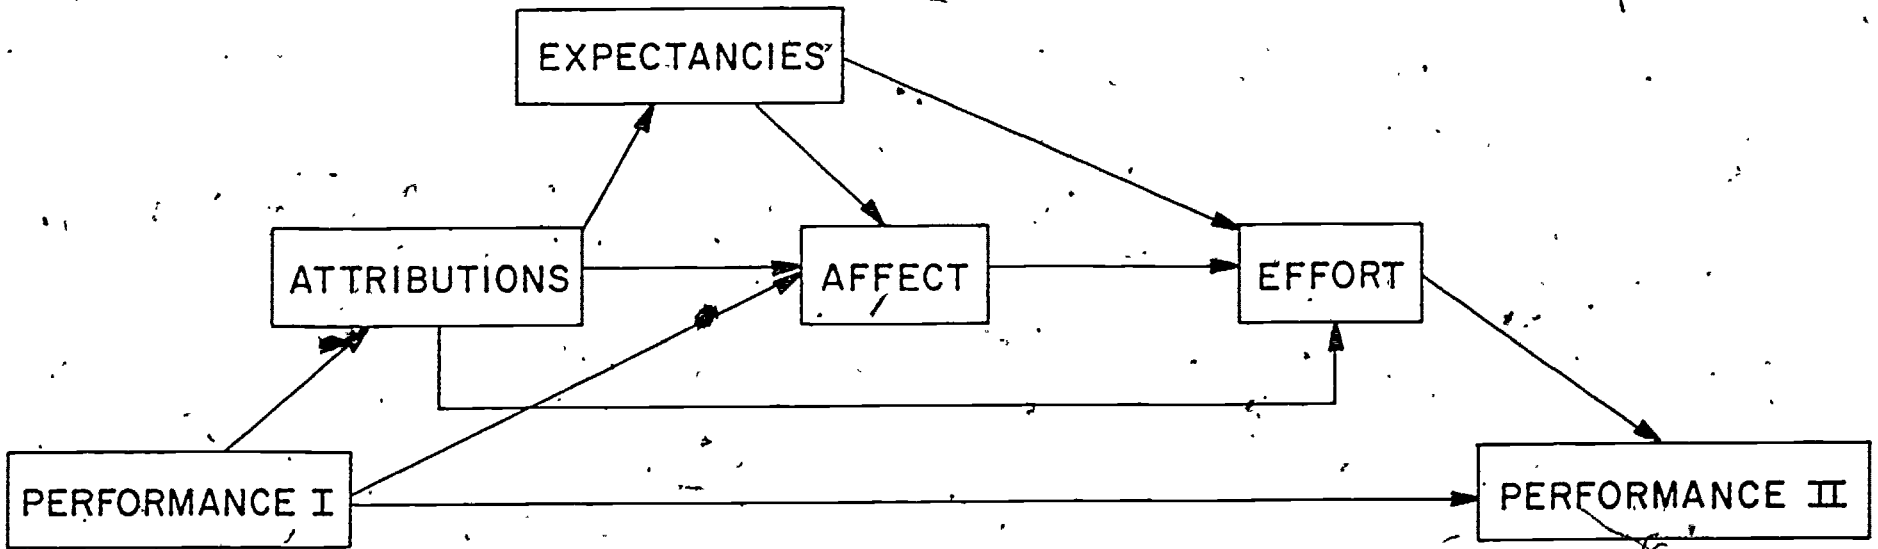 EXPECTANCIES
ATTRIBUTIONS
AFFECT
EFFORT
PERFORMANCE I
PERFORMANCE II